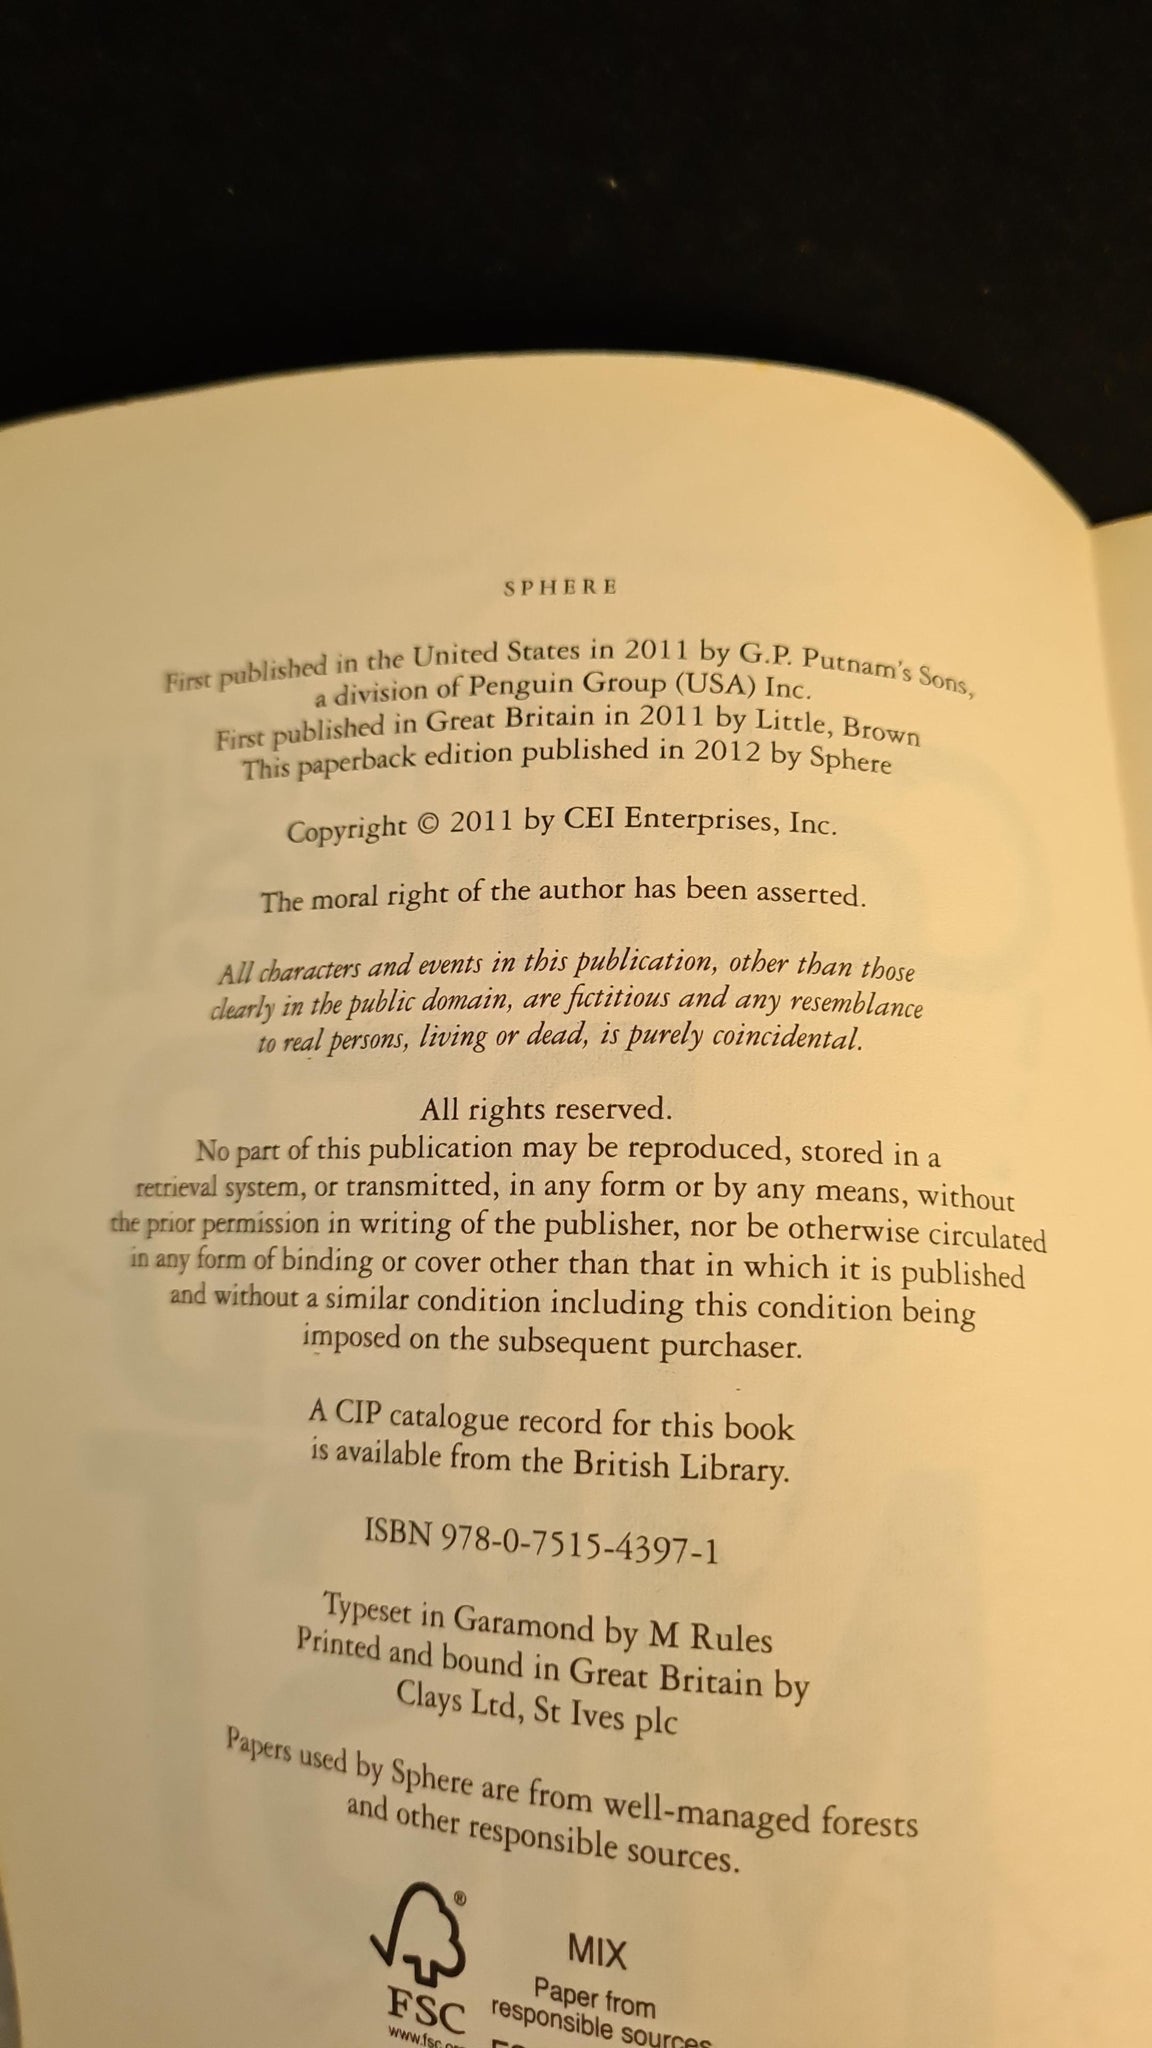 SPHERE
First published in the United States in 2011 by G.P. Putnam's Sons,
a division of Penguin Group (USA) Inc.
First published in Great Britain in 2011 by Little, Brown
This paperback edition published in 2012 by Sphere
Copyright © 2011 by CEI Enterprises, Inc.
The moral right of the author has been asserted.
All characters and events in this publication, other than those
clearly in the public domain, are fictitious and any resemblance
to real persons, living or dead, is purely coincidental.
All rights reserved.
No part of this publication may be reproduced, stored in a
retrieval system, or transmitted, in any form or by any means, without
the prior permission in writing of the publisher, nor be otherwise circulated
in any form of binding or cover other than that in which it is published
and without a similar condition including this condition being
imposed on the subsequent purchaser.
A CIP catalogue record for this book
is available from the British Library.
ISBN 978-0-7515-4397-1
Typeset in Garamond by M Rules
Printed and bound in Great Britain by
Clays Ltd, St Ives plc
Papers used by Sphere are from well-managed forests
and other responsible sources.
®
MIX
Paper from
responsible sources
FSC